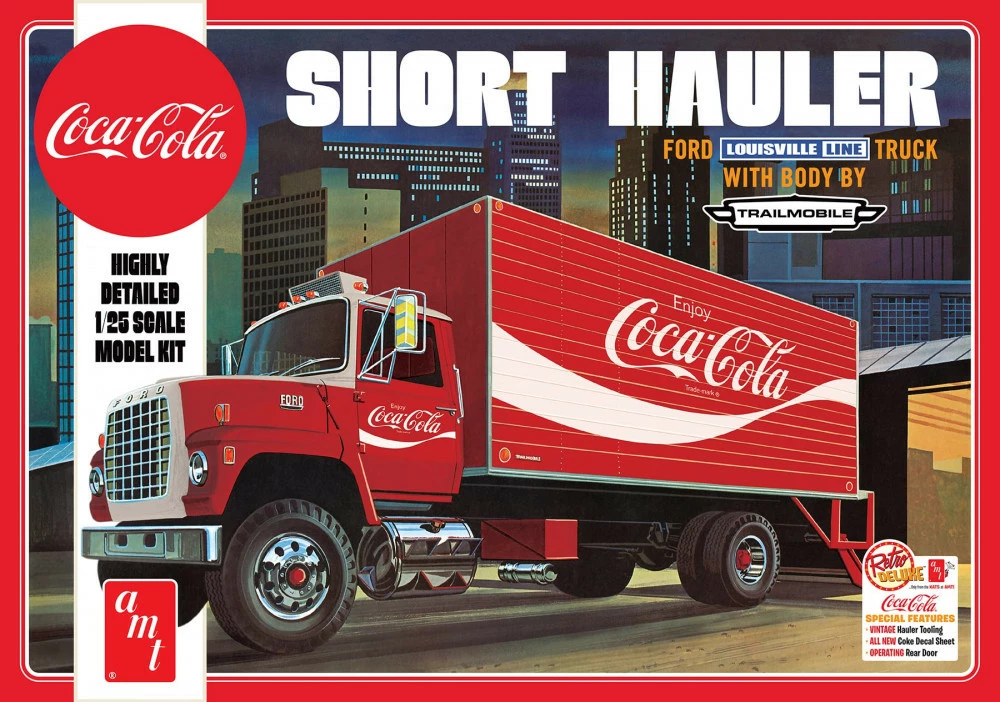 Coca-Cola®
SHORT HAULER
FORD LOUISVILLE LINE TRUCK
WITH BODY BY
TRAILMOBILE
HIGHLY
DETAILED
1/25 SCALE
MODEL KIT
Enjoy
Coca-Cola
Trade-mark ®
TRAILMOBILE
FORD
FORD
Enjoy
Coca-Cola
amt
®
Retro
DELUXE
amt
Coca-Cola
SPECIAL FEATURES
• VINTAGE Hauler Tooling
• ALL NEW Coke Decal Sheet
• OPERATING Rear Door